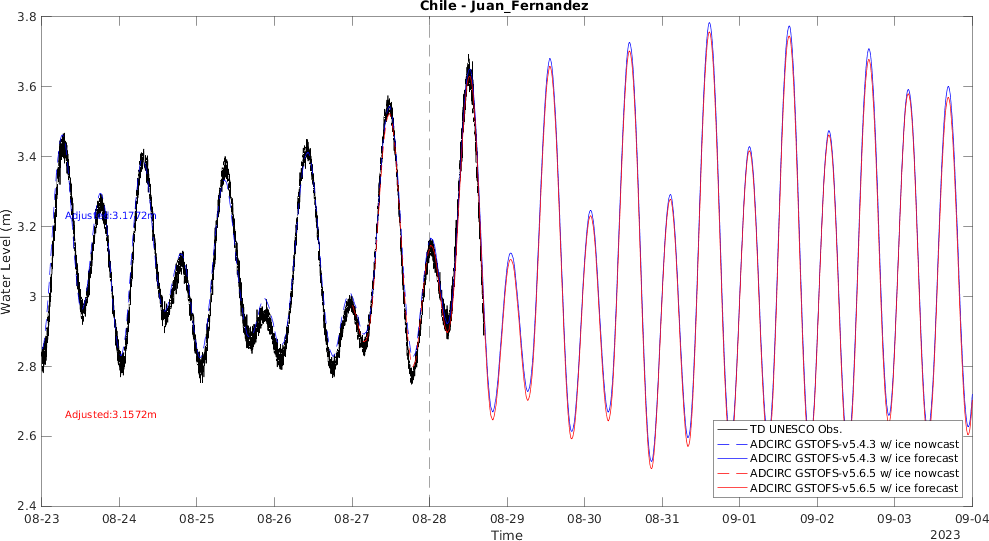 Chile - Juan_Fernandez
Water Level (m)
3.8
3.6
3.4
3.2
3
2.8
2.6
2.4
Adjusted:3.1772m
Adjusted:3.1572m
TD UNESCO Obs.
ADCIRC GSTOFS-v5.4.3 w/ ice nowcast
ADCIRC GSTOFS-v5.4.3 w/ ice forecast
ADCIRC GSTOFS-v5.6.5 w/ ice nowcast
ADCIRC GSTOFS-v5.6.5 w/ ice forecast
08-23 08-24 08-25 08-26 08-27 08-28 08-29 08-30 08-31 09-01 09-02 09-03 09-04
Time
2023